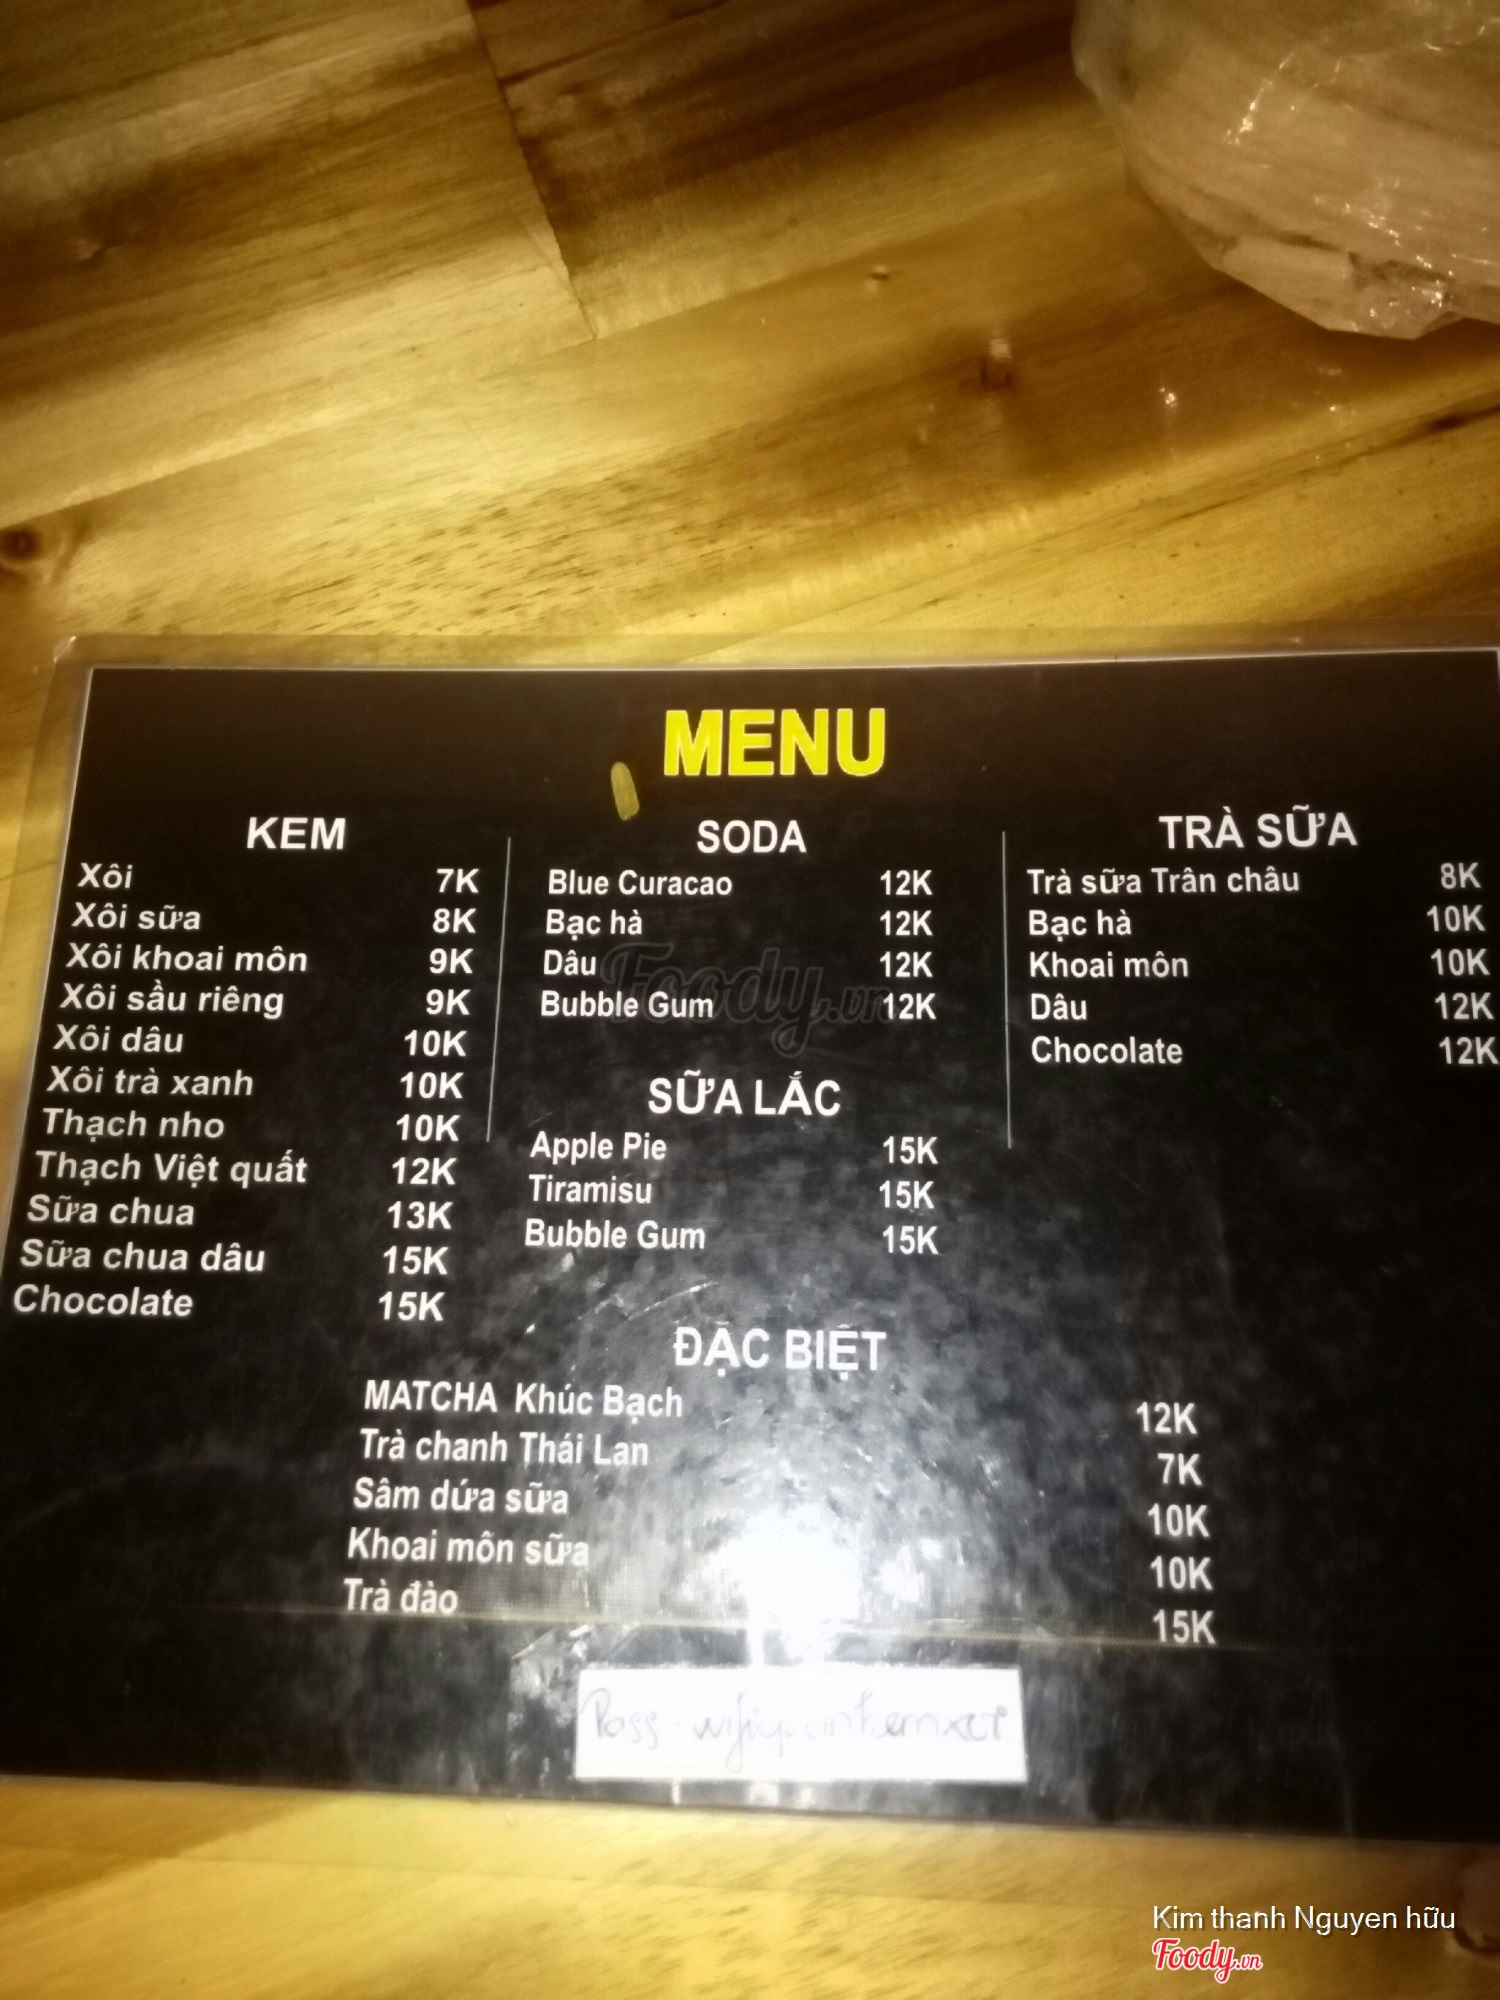 MENU
KEM
Xôi 7K
Xôi sữa 8K
Xôi khoai môn 9K
Xôi sầu riêng 9K
Xôi dâu 10K
Xôi trà xanh 10K
Thạch nho 10K
Thạch Việt quất 12K
Sữa chua 13K
Sữa chua dâu 15K
Chocolate 15K
SODA
Blue Curacao 12K
Bạc hà 12K
Dâu 12K
Bubble Gum 12K
SỮA LẮC
Apple Pie 15K
Tiramisu 15K
Bubble Gum 15K
TRÀ SỮA
Trà sữa Trân châu 8K
Bạc hà 10K
Khoai môn 10K
Dâu 12K
Chocolate 12K
ĐẶC BIỆT
MATCHA Khúc Bạch 12K
Trà chanh Thái Lan 7K
Sâm dứa sữa 10K
Khoai môn sữa 10K
Trà đào 15K
Pass
Foody.vn
Kim thanh Nguyen hữu
Foody.vn